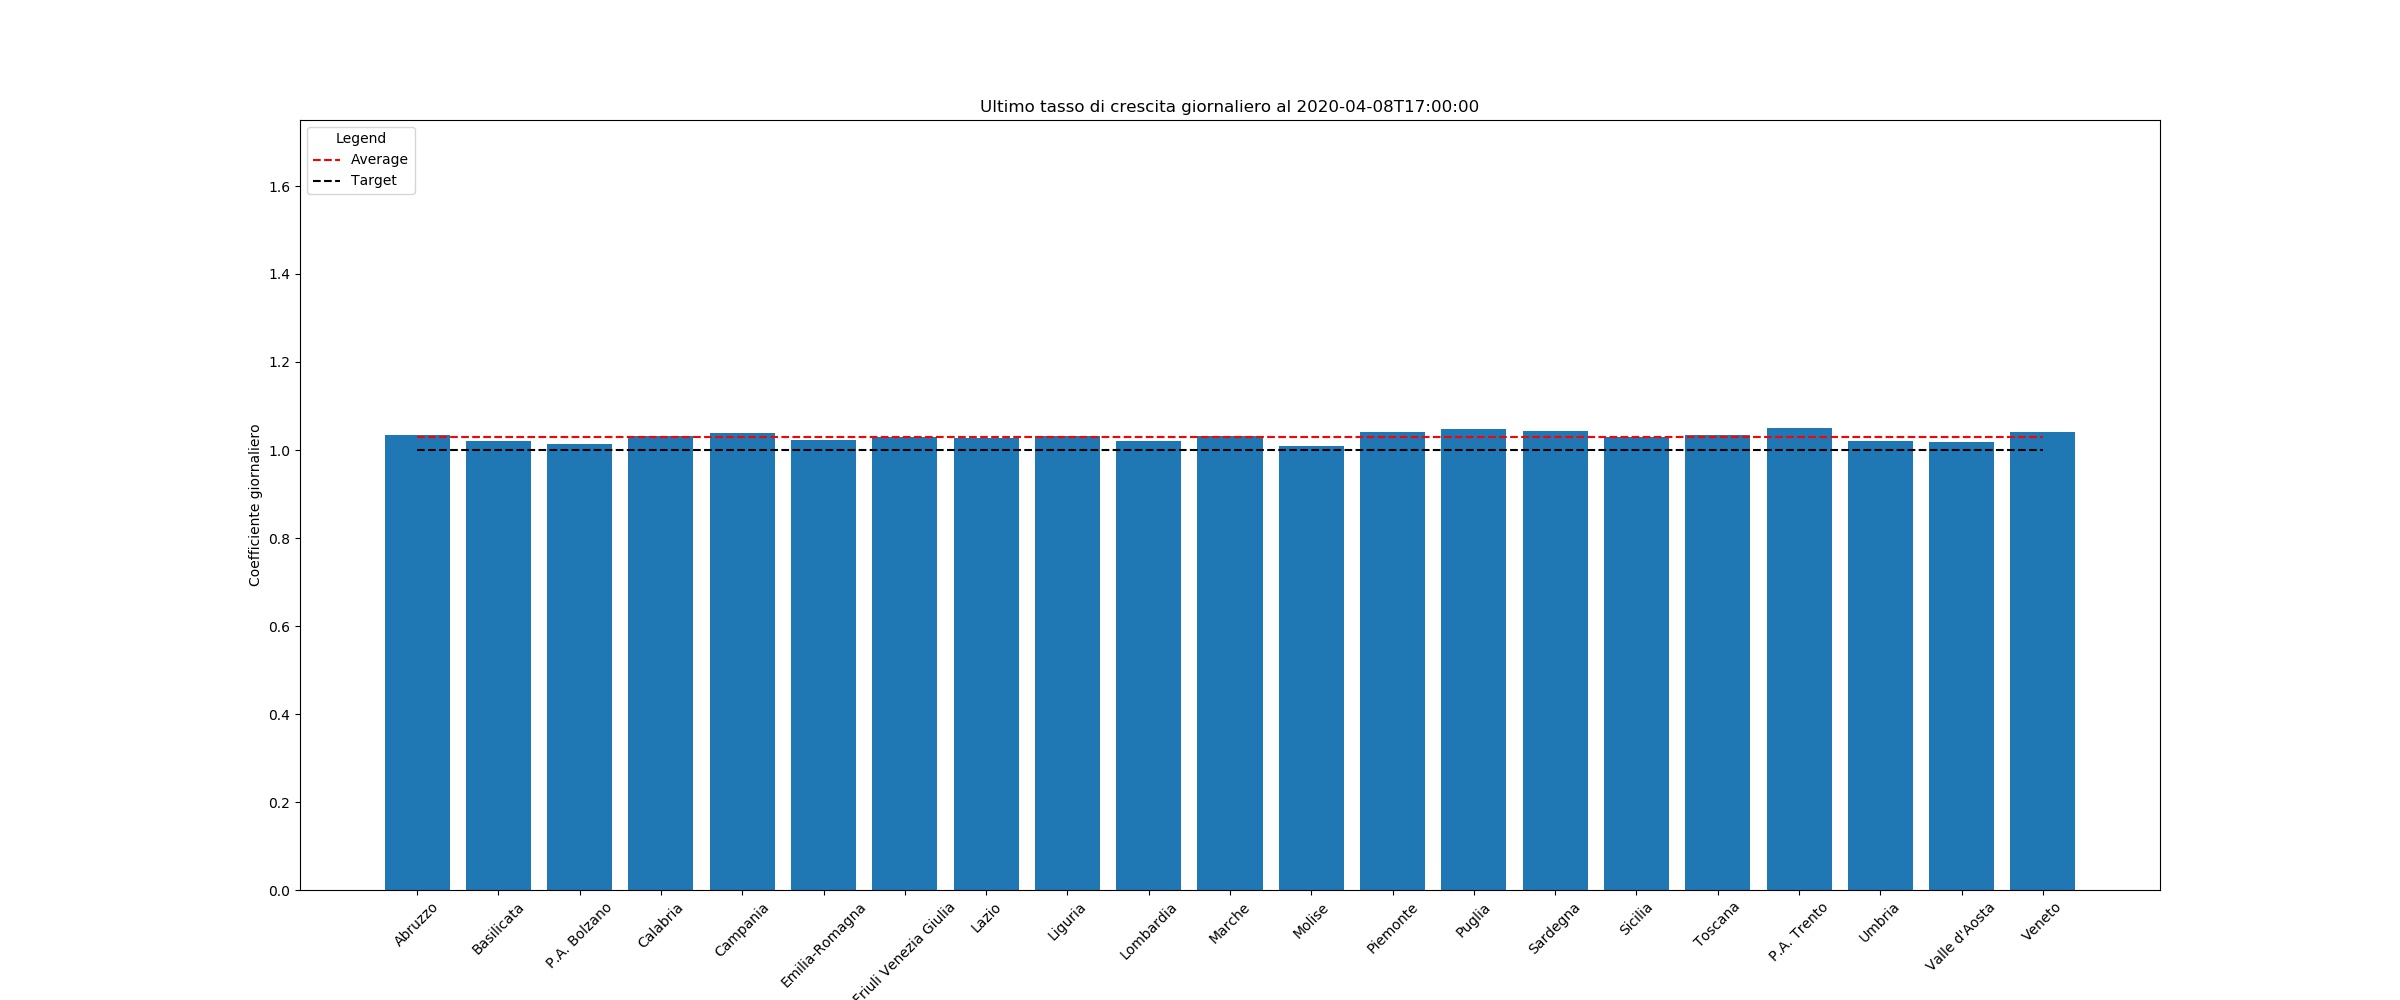 Ultimo tasso di crescita giornaliero al 2020-04-08T17:00:00
Legend
Average
Target
Coefficiente giornaliero
1.6
1.4
1.2
1.0
0.8
0.6
0.4
0.2
0.0
Abruzzo
Basilicata
P.A. Bolzano
Calabria
Campania
Emilia-Romagna
Friuli Venezia Giulia
Lazio
Liguria
Lombardia
Marche
Molise
Piemonte
Puglia
Sardegna
Sicilia
Toscana
P.A. Trento
Umbria
Valle d'Aosta
Veneto